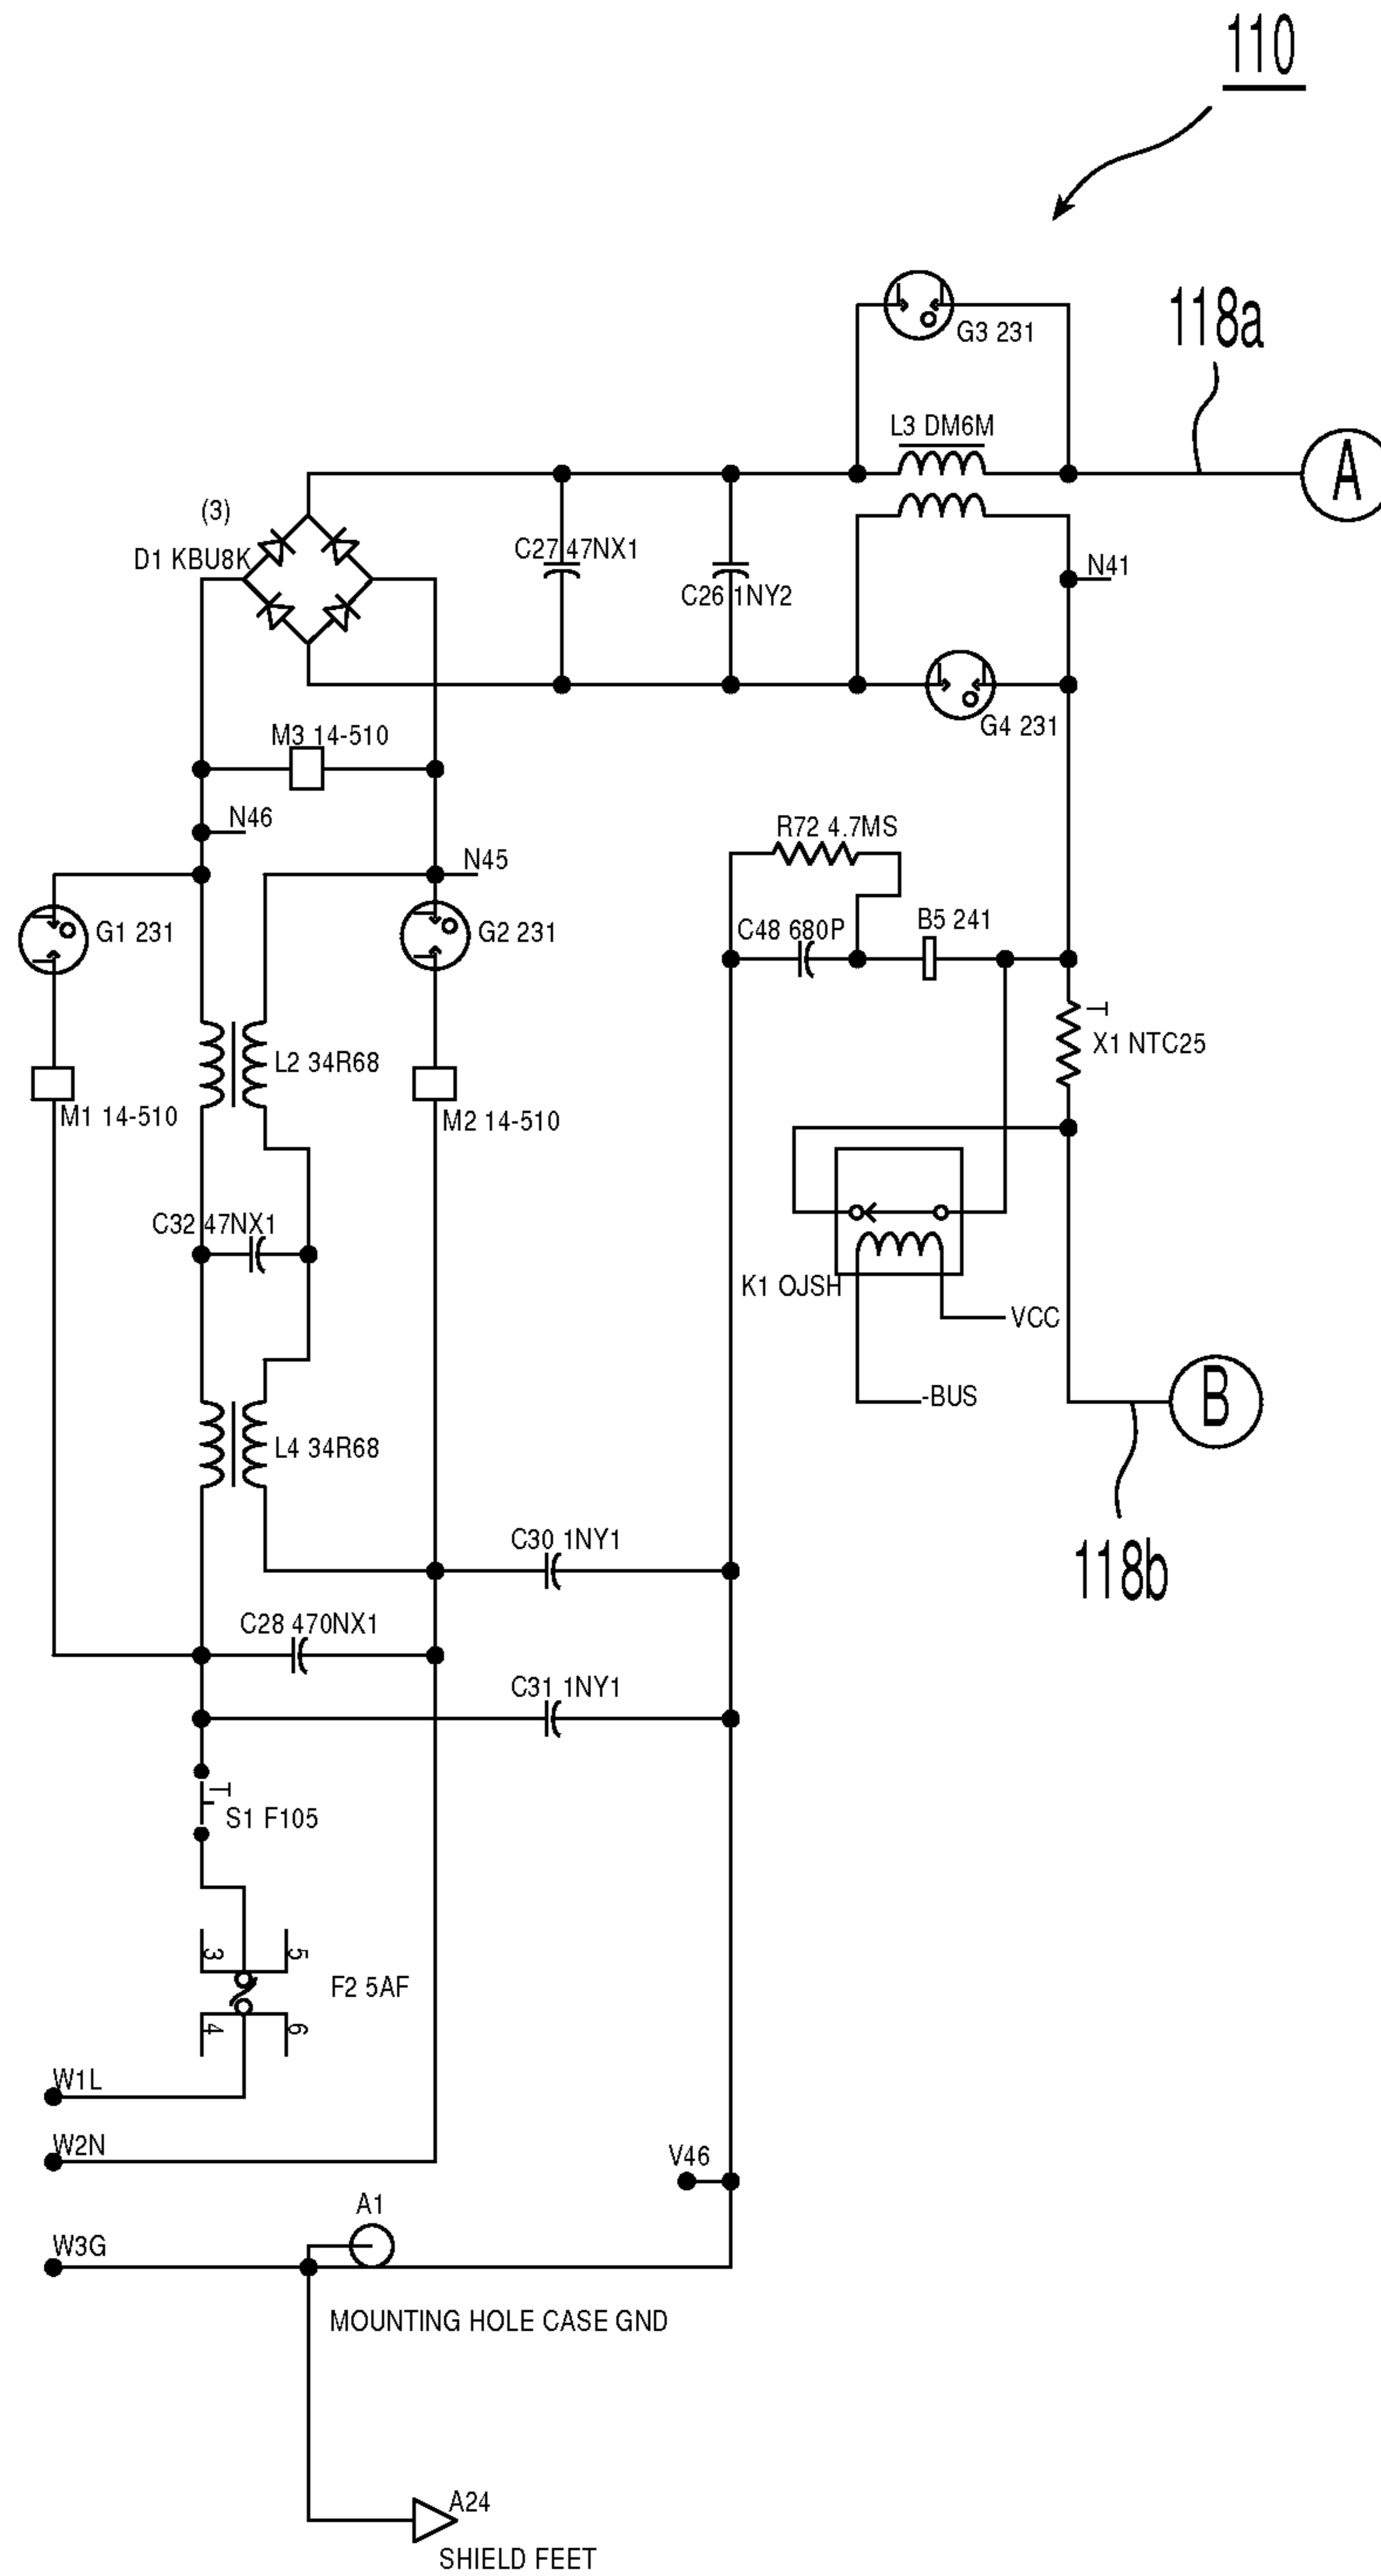 110
G3 231
118a
L3 DM6M
A
(3)
D1 KBU8K
C27 47NX1
C26 1NY2
N41
G4 231
M3 14-510
N46
R72 4.7MS
N45
G1 231
G2 231
C48 680P
B5 241
T
X1 NTC25
L2 34R68
M1 14-510
M2 14-510
C32 47NX1
K1 OJSH
VCC
-BUS
B
L4 34R68
C30 1NY1
118b
C28 470NX1
C31 1NY1
T
S1 F105
3 5
F2 5AF
4 6
W1L
W2N
V46
A1
W3G
MOUNTING HOLE CASE GND
A24
SHIELD FEET